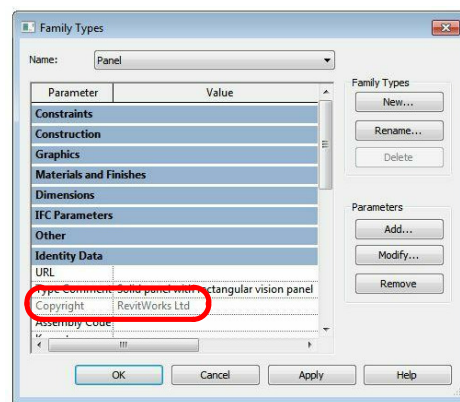 Family Types
Name: Panel
Parameter Value
Constraints
Construction
Graphics
Materials and Finishes
Dimensions
IFC Parameters
Other
Identity Data
URL
Type Comment Solid panel with rectangular vision panel
Copyright RevitWorks Ltd
Assembly Code
Family Types
New...
Rename...
Delete
Parameters
Add...
Modify...
Remove
OK Cancel Apply Help